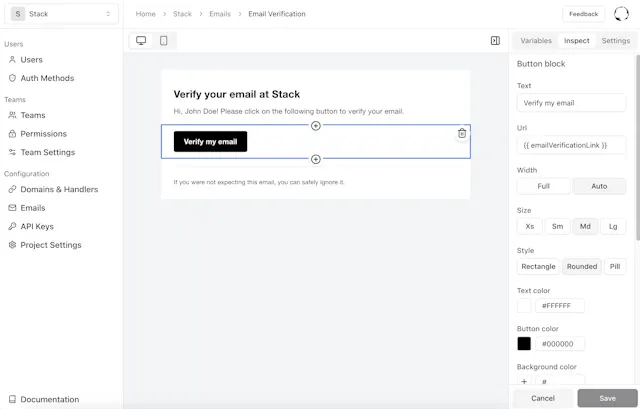 S Stack
Home > Stack > Emails > Email Verification
Feedback
Users
Users
Auth Methods
Teams
Teams
Permissions
Team Settings
Configuration
Domains & Handlers
Emails
API Keys
Project Settings
Documentation
Verify your email at Stack
Hi, John Doe! Please click on the following button to verify your email.
Verify my email
If you were not expecting this email, you can safely ignore it.
Variables Inspect Settings
Button block
Text
Verify my email
Url
{{ emailVerificationLink }}
Width
Full Auto
Size
Xs Sm Md Lg
Style
Rectangle Rounded Pill
Text color
#FFFFFF
Button color
#000000
Background color
+ #
Cancel Save